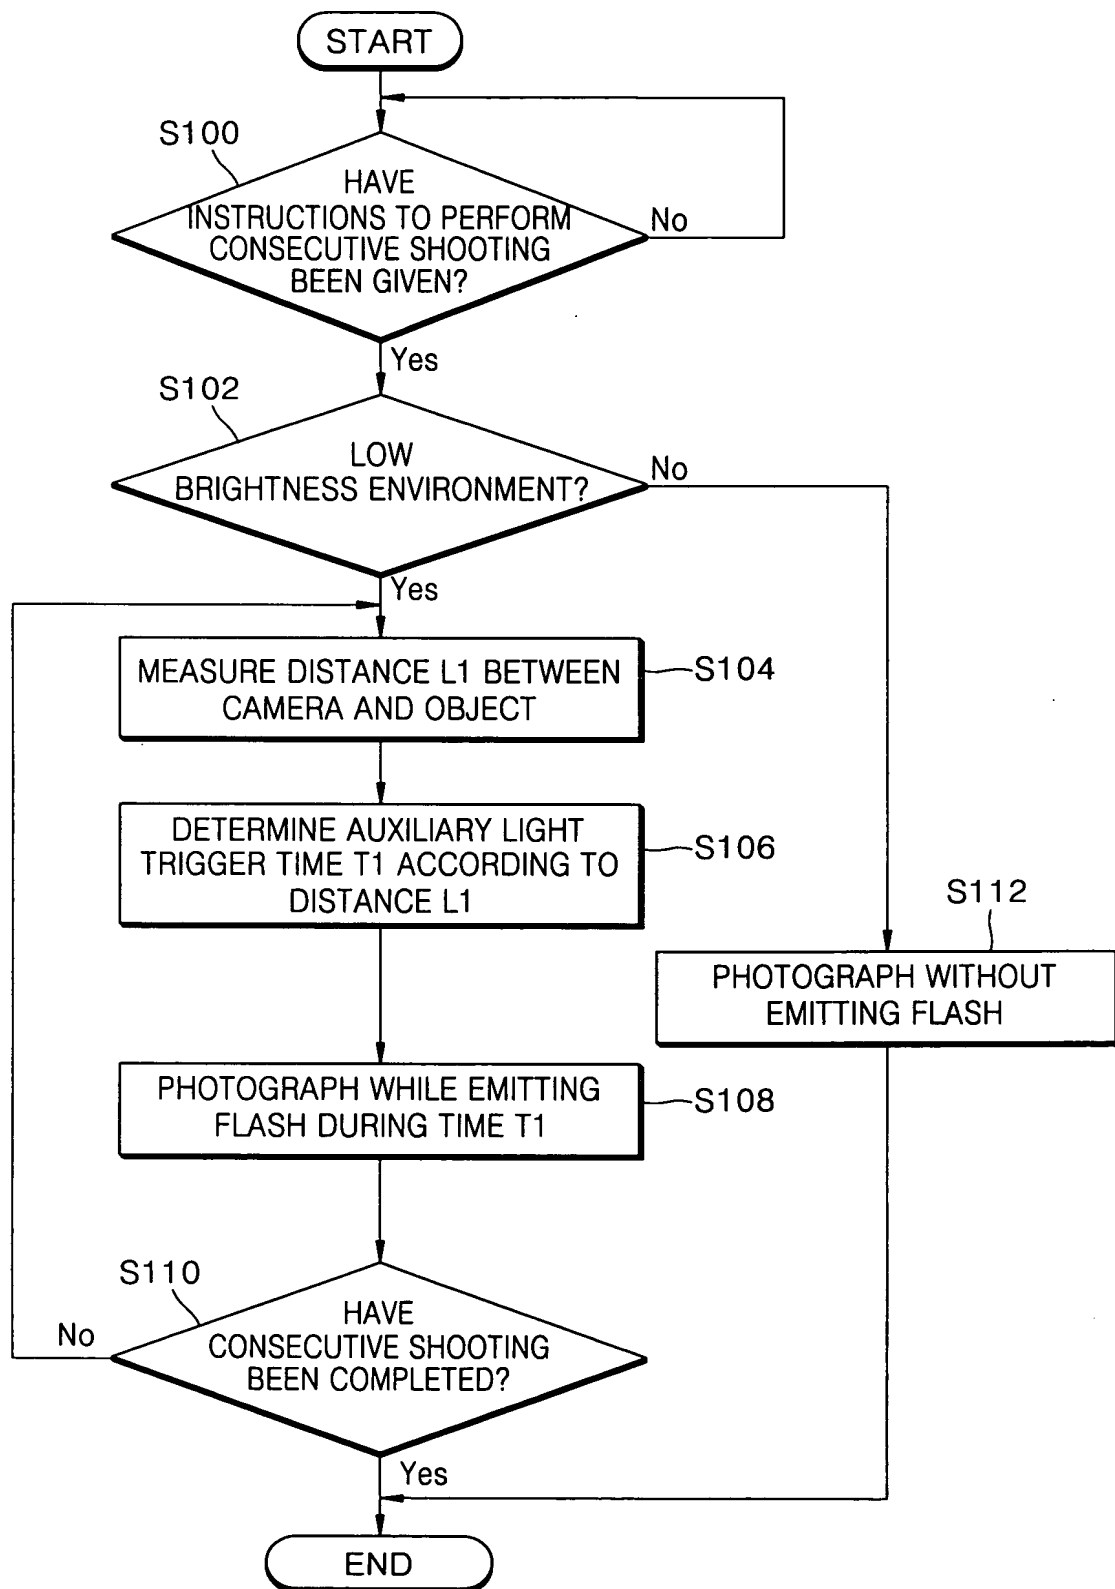 START
S100
HAVE
INSTRUCTIONS TO PERFORM
CONSECUTIVE SHOOTING
BEEN GIVEN?
No
Yes
S102
LOW
BRIGHTNESS ENVIRONMENT?
No
Yes
MEASURE DISTANCE L1 BETWEEN
CAMERA AND OBJECT
S104
DETERMINE AUXILIARY LIGHT
TRIGGER TIME T1 ACCORDING TO
DISTANCE L1
S106
S112
PHOTOGRAPH WITHOUT
EMITTING FLASH
PHOTOGRAPH WHILE EMITTING
FLASH DURING TIME T1
S108
S110
HAVE
CONSECUTIVE SHOOTING
BEEN COMPLETED?
No
Yes
END